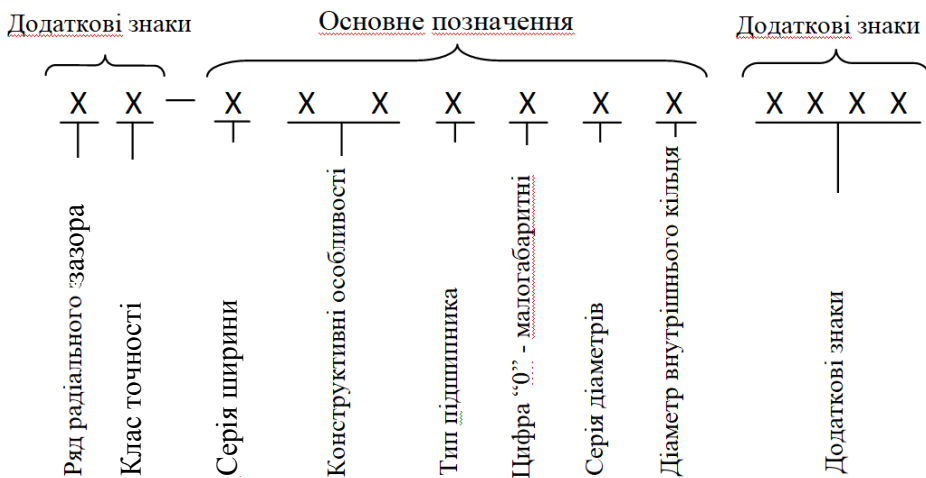 Додаткові знаки
Основне позначення
Додаткові знаки
X X — X X X X X X X X X X X
Ряд радіального зазора
Клас точності
Серія ширини
Конструктивні особливості
Тип підшипника
Цифра “0” - малогабаритні
Серія діаметрів
Діаметр внутрішнього кільця
Додаткові знаки